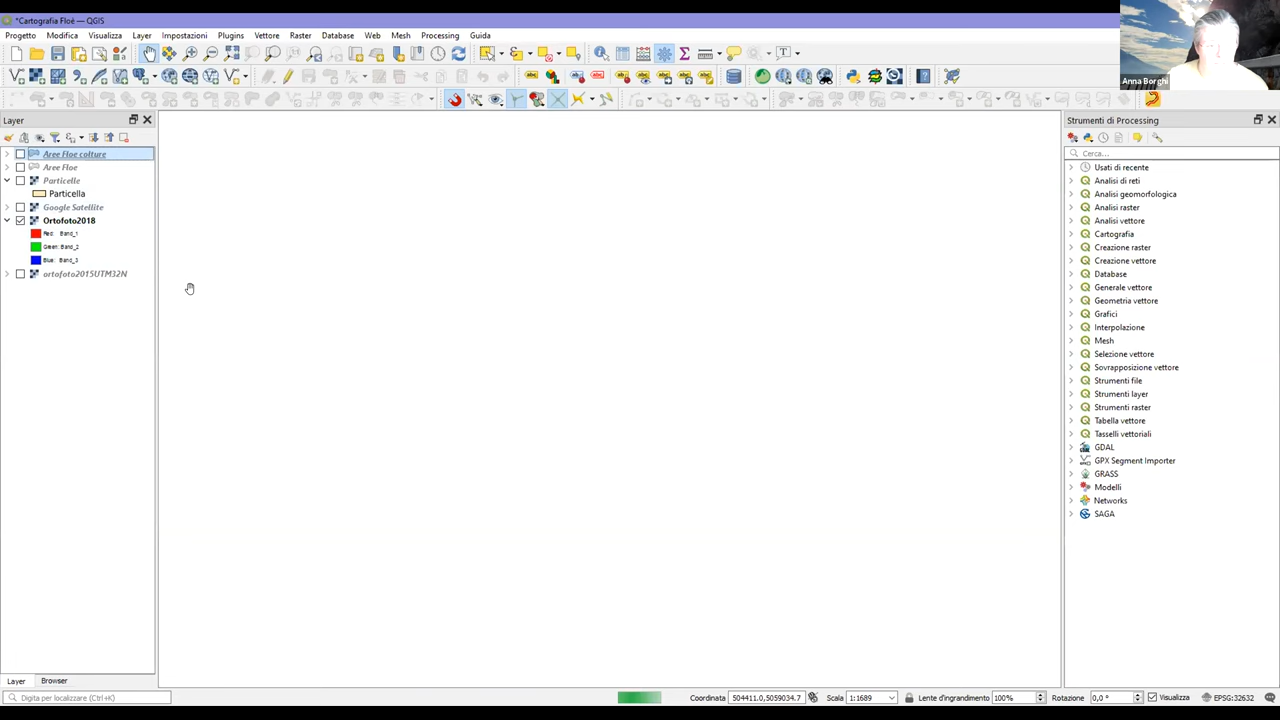 *Cartografia Floè — QGIS
Progetto Modifica Visualizza Layer Impostazioni Plugins Vettore Raster Database Web Mesh Processing Guida
Anna Borghi
Layer
Aree Floe colture
Aree Floe
Particelle
Particella
Google Satellite
Ortofoto2018
Red: Band_1
Green: Band_2
Blue: Band_3
ortofoto2015UTM32N
Strumenti di Processing
Cerca...
Usati di recente
Analisi di reti
Analisi geomorfologica
Analisi raster
Analisi vettore
Cartografia
Creazione raster
Creazione vettore
Database
Generale vettore
Geometria vettore
Grafici
Interpolazione
Mesh
Selezione vettore
Sovrapposizione vettore
Strumenti file
Strumenti layer
Strumenti raster
Tabella vettore
Tasselli vettoriali
GDAL
GPX Segment Importer
GRASS
Modelli
Networks
SAGA
Layer Browser
Digita per localizzare (Ctrl+K) Coordinata 504411.0,5059034.7 Scala 1:1689 Lente d'ingrandimento 100% Rotazione 0,0 ° Visualizza EPSG:32632